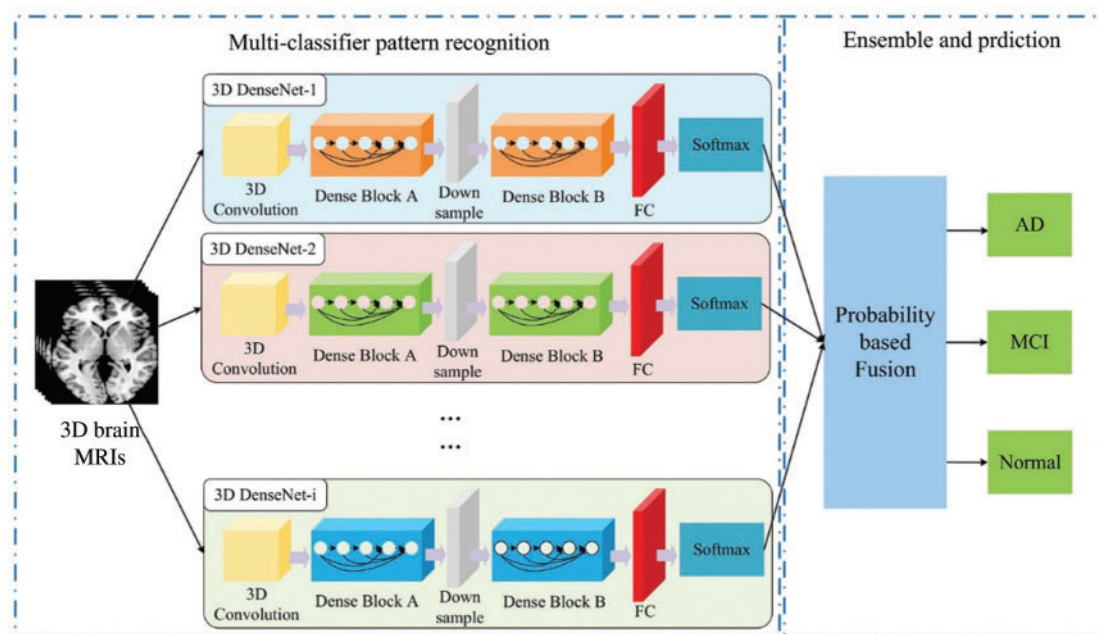 Multi-classifier pattern recognition
Ensemble and prdiction
3D DenseNet-1
3D
Convolution
Dense Block A
Down
sample
Dense Block B
FC
Softmax
3D DenseNet-2
3D
Convolution
Dense Block A
Down
sample
Dense Block B
FC
Softmax
...
...
3D DenseNet-i
3D
Convolution
Dense Block A
Down
sample
Dense Block B
FC
Softmax
3D brain
MRIs
Probability
based
Fusion
AD
MCI
Normal